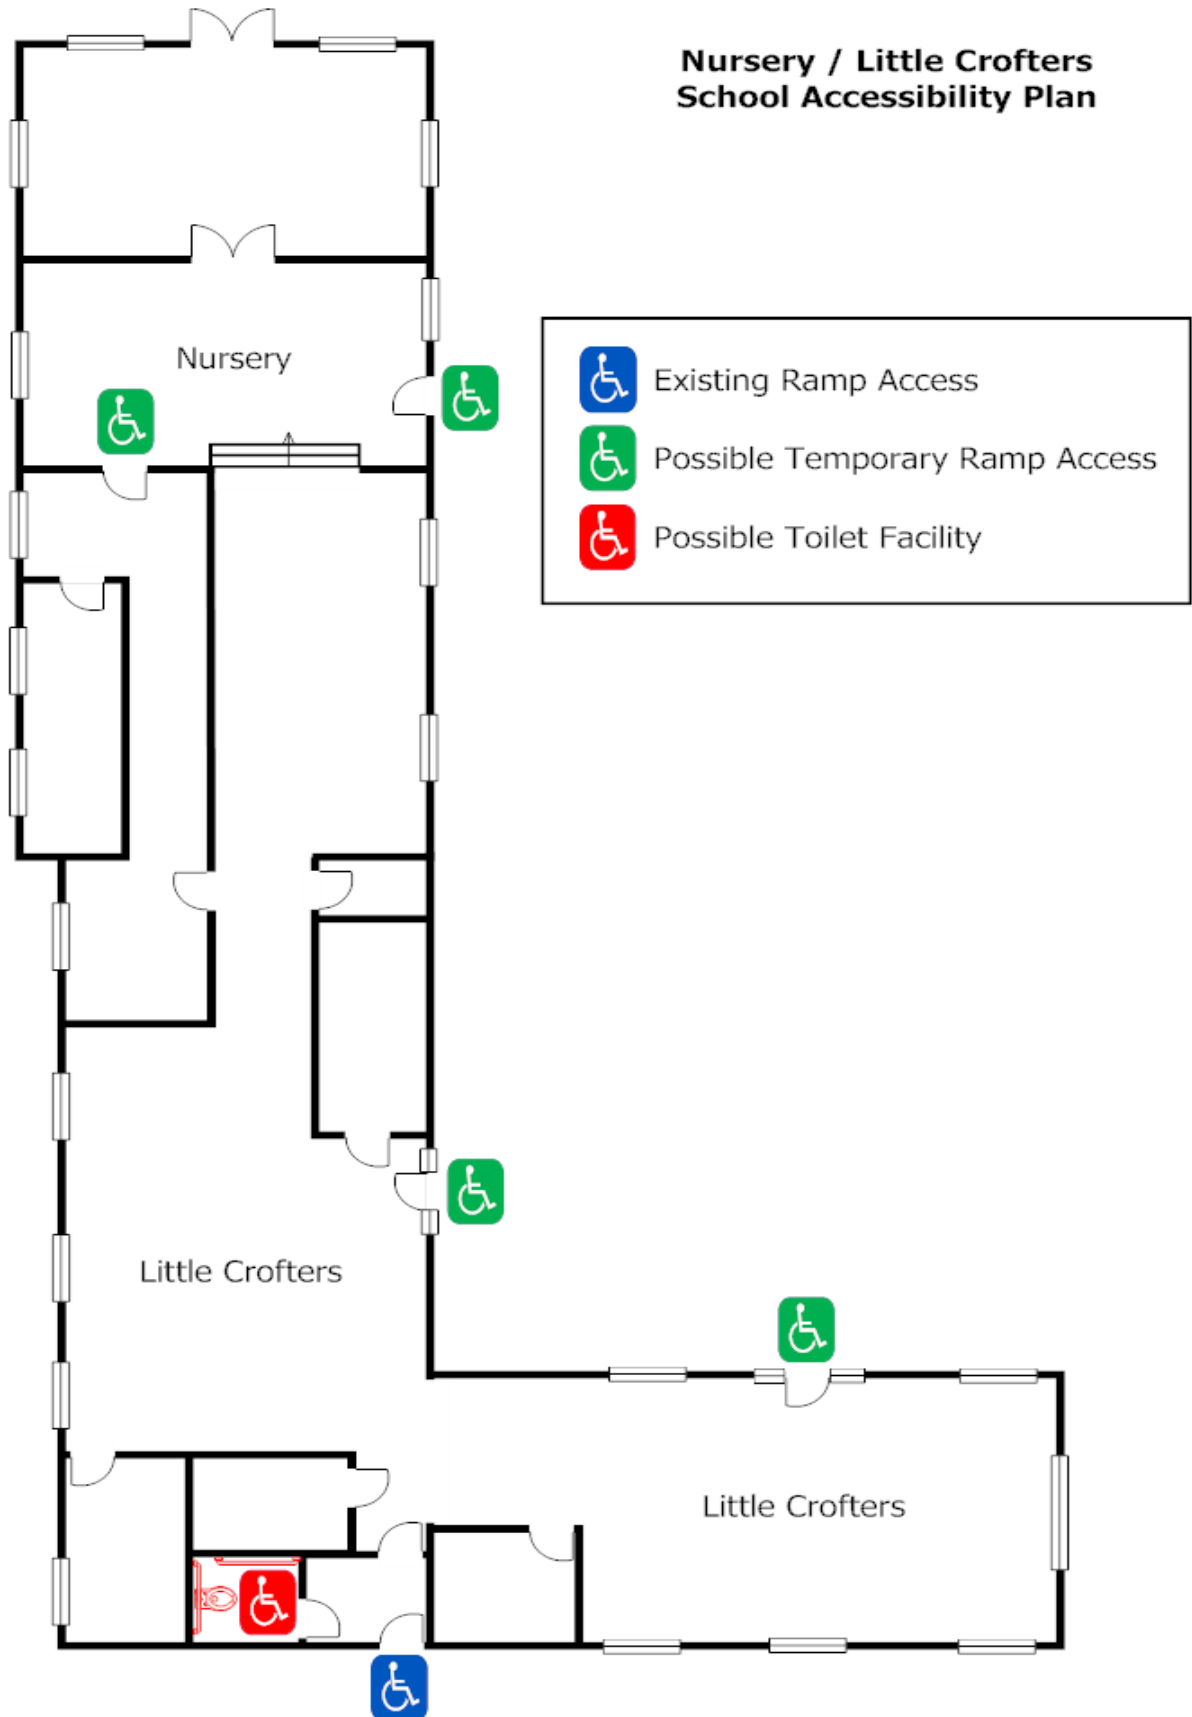 Nursery / Little Crofters
School Accessibility Plan
Nursery
Existing Ramp Access
Possible Temporary Ramp Access
Possible Toilet Facility
Little Crofters
Little Crofters